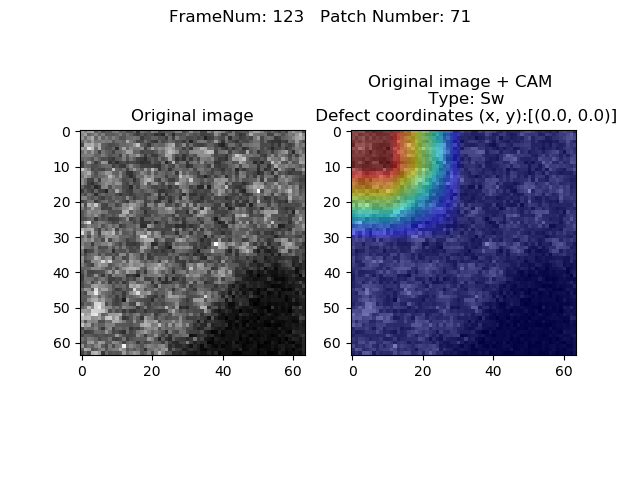 FrameNum: 123   Patch Number: 71
Original image
Original image + CAM
Type: Sw
Defect coordinates (x, y):[(0.0, 0.0)]
0
10
20
30
40
50
60
0 20 40 60
0
10
20
30
40
50
60
0 20 40 60